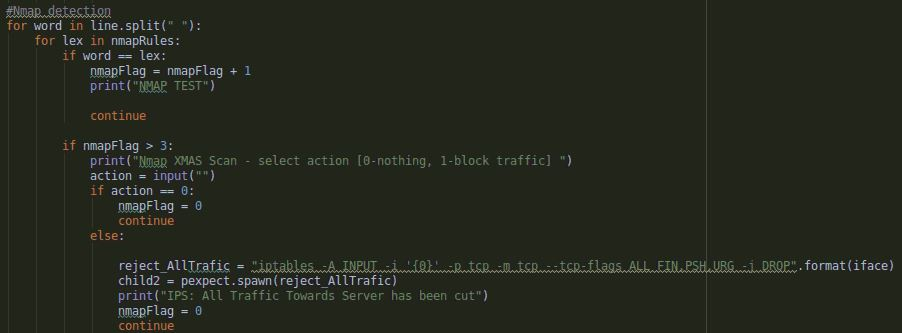 #Nmap detection
for word in line.split(" "):
    for lex in nmapRules:
        if word == lex:
            nmapFlag = nmapFlag + 1
            print("NMAP TEST")

            continue

        if nmapFlag > 3:
            print("Nmap XMAS Scan - select action [0-nothing, 1-block traffic] ")
            action = input("")
            if action == 0:
                nmapFlag = 0
                continue
            else:

                reject_AllTrafic = "iptables -A INPUT -i '{0}' -p tcp -m tcp --tcp-flags ALL FIN,PSH,URG -j DROP".format(iface)
                child2 = pexpect.spawn(reject_AllTrafic)
                print("IPS: All Traffic Towards Server has been cut")
                nmapFlag = 0
                continue